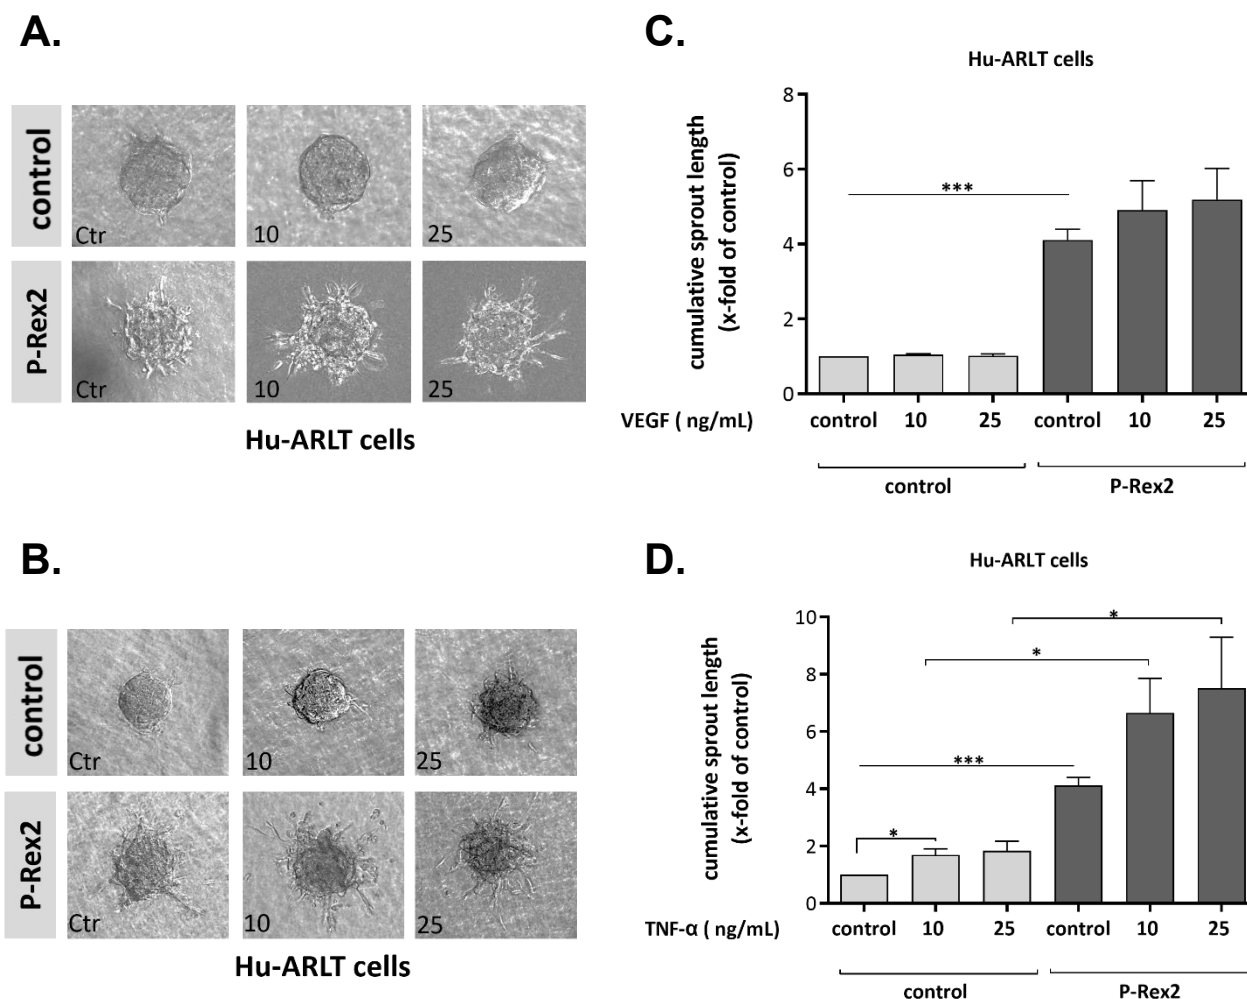 A.
control
Ctr
10
25
P-Rex2
Ctr
10
25
Hu-ARLT cells
B.
control
Ctr
10
25
P-Rex2
Ctr
10
25
Hu-ARLT cells
C.
Hu-ARLT cells
cumulative sprout length
(x-fold of control)
8
6
4
2
0
***
VEGF ( ng/mL)
control 10 25 control 10 25
control P-Rex2
D.
Hu-ARLT cells
cumulative sprout length
(x-fold of control)
10
8
6
4
2
0
*
*
***
*
TNF-α ( ng/mL)
control 10 25 control 10 25
control P-Rex2